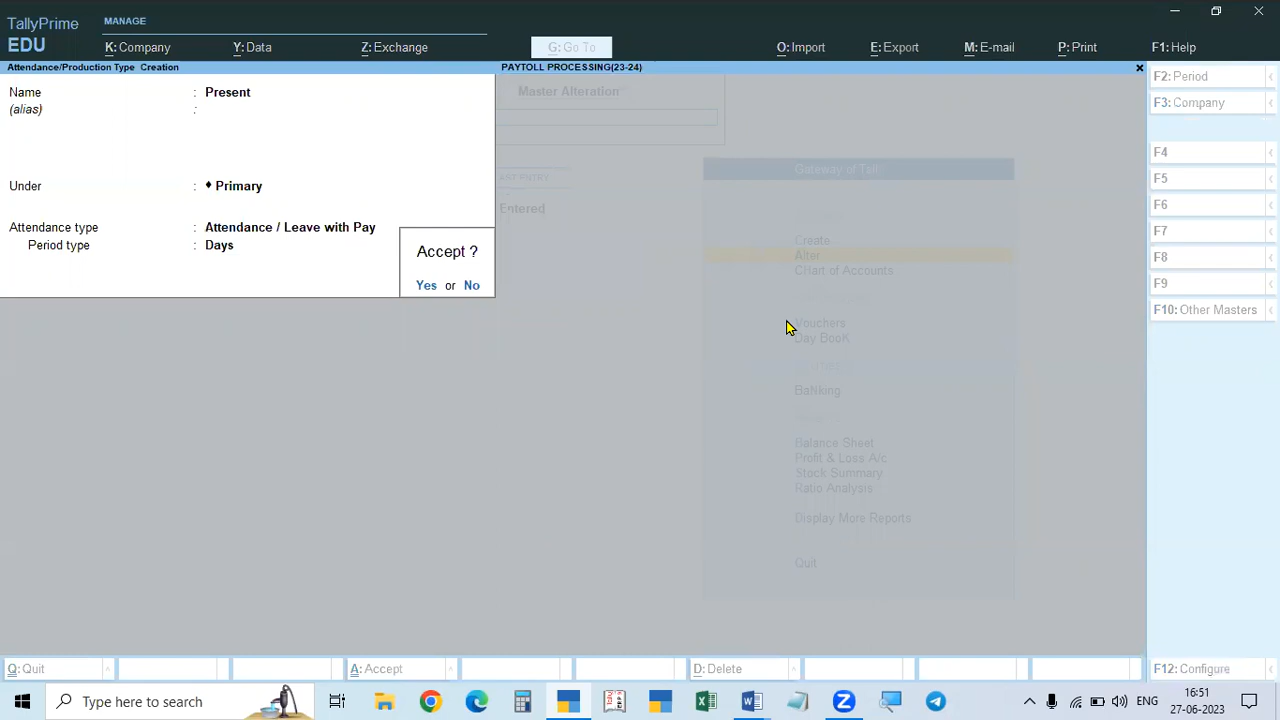 TallyPrime
MANAGE
EDU
K: Company
Y: Data
Z: Exchange
G: Go To
O: Import
E: Export
M: E-mail
P: Print
F1: Help
Attendance/Production Type Creation
PAYTOLL PROCESSING(23-24)
Name : Present
(alias) :
Under : ♦ Primary
Attendance type : Attendance / Leave with Pay
Period type : Days
Accept ?
Yes or No
Master Alteration
Entered
Gateway of Tall
Create
Alter
CHart of Accounts
Vouchers
Day BooK
BaNking
Balance Sheet
Profit & Loss A/c
Stock Summary
Ratio Analysis
Display More Reports
Quit
F2: Period
F3: Company
F4
F5
F6
F7
F8
F9
F10: Other Masters
Q: Quit
A: Accept
D: Delete
F12: Configure
Type here to search
ENG
16:51
27-06-2023